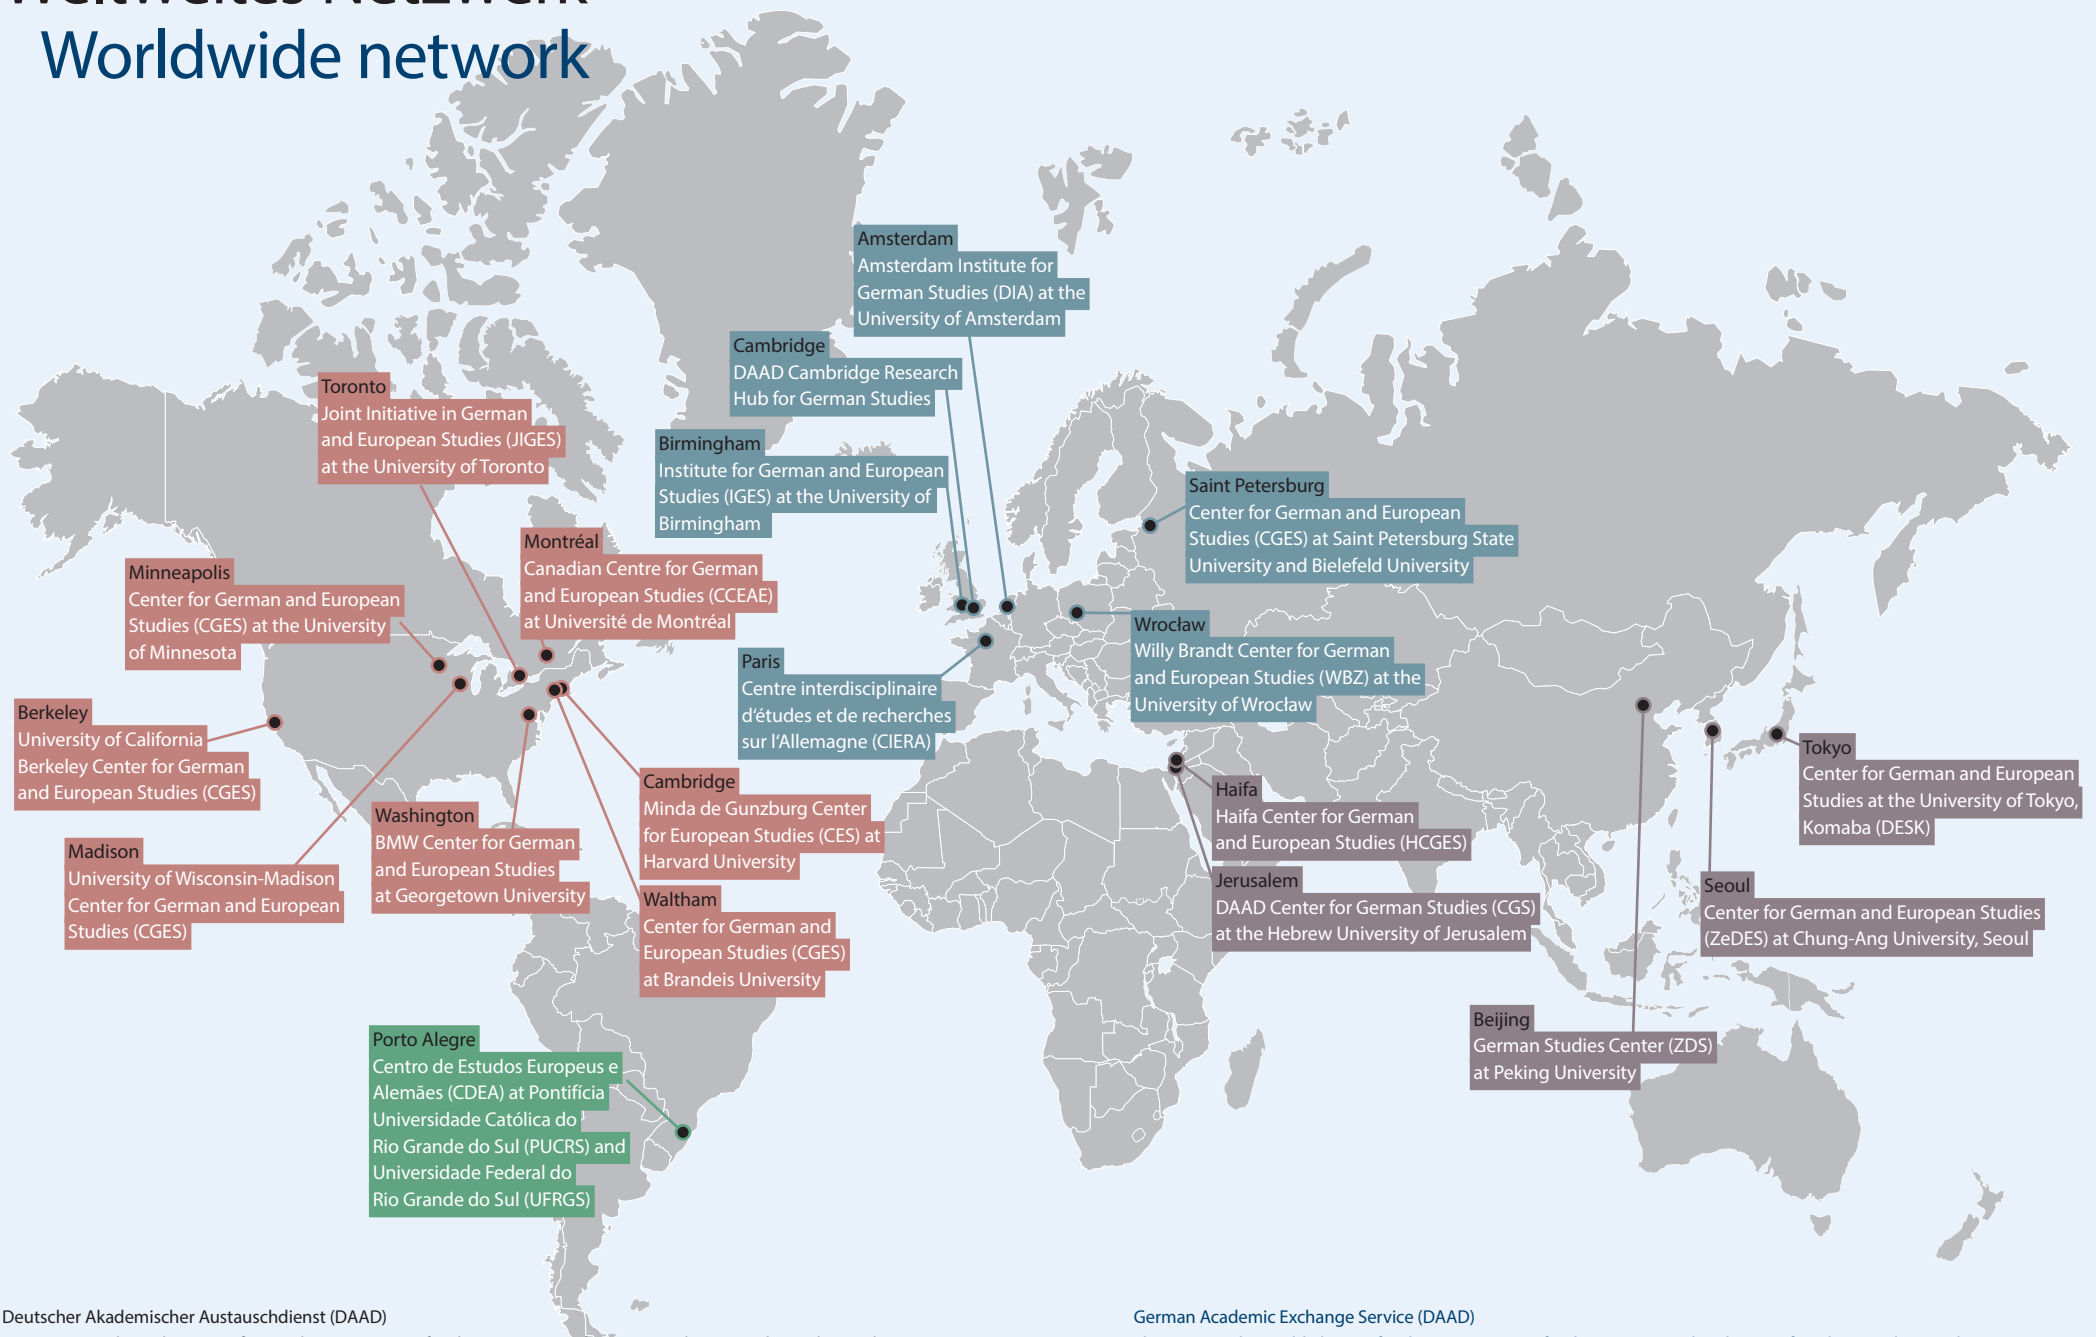 Weltweites Netzwerk
Worldwide network
Amsterdam
Amsterdam Institute for
German Studies (DIA) at the
University of Amsterdam
Cambridge
DAAD Cambridge Research
Hub for German Studies
Toronto
Joint Initiative in German
and European Studies (JIGES)
at the University of Toronto
Birmingham
Institute for German and European
Studies (IGES) at the University of
Birmingham
Saint Petersburg
Center for German and European
Studies (CGES) at Saint Petersburg State
University and Bielefeld University
Montréal
Canadian Centre for German
and European Studies (CCEAE)
at Université de Montréal
Minneapolis
Center for German and European
Studies (CGES) at the University
of Minnesota
Wrocław
Willy Brandt Center for German
and European Studies (WBZ) at the
University of Wrocław
Paris
Centre interdisciplinaire
d'études et de recherches
sur l'Allemagne (CIERA)
Berkeley
University of California
Berkeley Center for German
and European Studies (CGES)
Tokyo
Center for German and European
Studies at the University of Tokyo,
Komaba (DESK)
Cambridge
Minda de Gunzburg Center
for European Studies (CES) at
Harvard University
Haifa
Haifa Center for German
and European Studies (HCGES)
Washington
BMW Center for German
and European Studies
at Georgetown University
Madison
University of Wisconsin-Madison
Center for German and European
Studies (CGES)
Jerusalem
DAAD Center for German Studies (CGS)
at the Hebrew University of Jerusalem
Seoul
Center for German and European Studies
(ZeDES) at Chung-Ang University, Seoul
Waltham
Center for German and
European Studies (CGES)
at Brandeis University
Beijing
German Studies Center (ZDS)
at Peking University
Porto Alegre
Centro de Estudos Europeus e
Alemães (CDEA) at Pontifícia
Universidade Católica do
Rio Grande do Sul (PUCRS) and
Universidade Federal do
Rio Grande do Sul (UFRGS)
Deutscher Akademischer Austauschdienst (DAAD)
German Academic Exchange Service (DAAD)